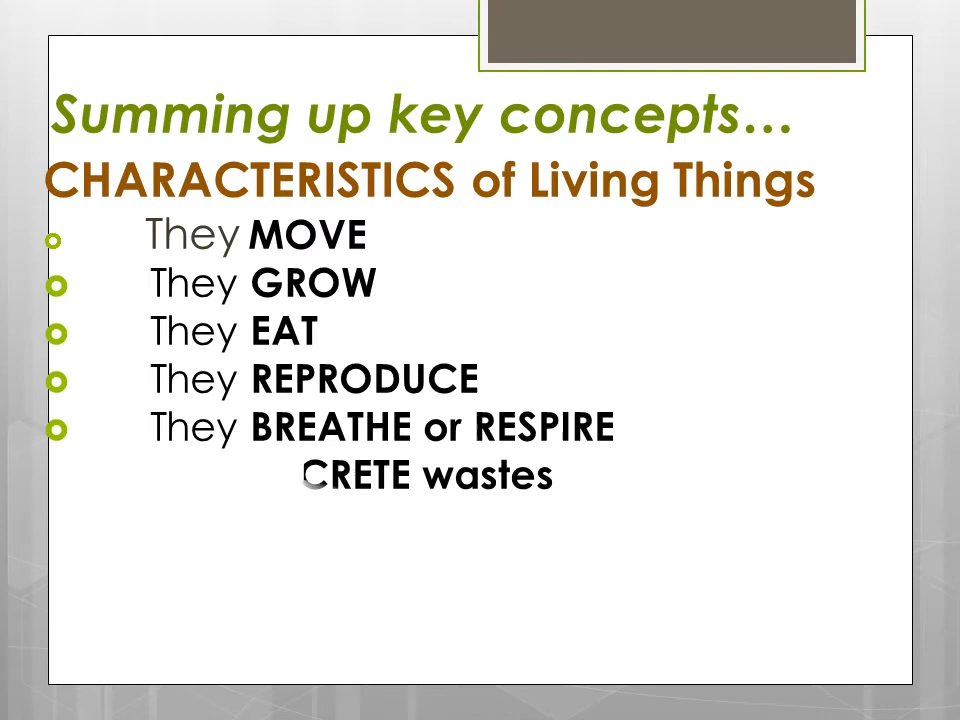 Summing up key concepts...
CHARACTERISTICS of Living Things
They MOVE
They GROW
They EAT
They REPRODUCE
They BREATHE or RESPIRE
CRETE wastes